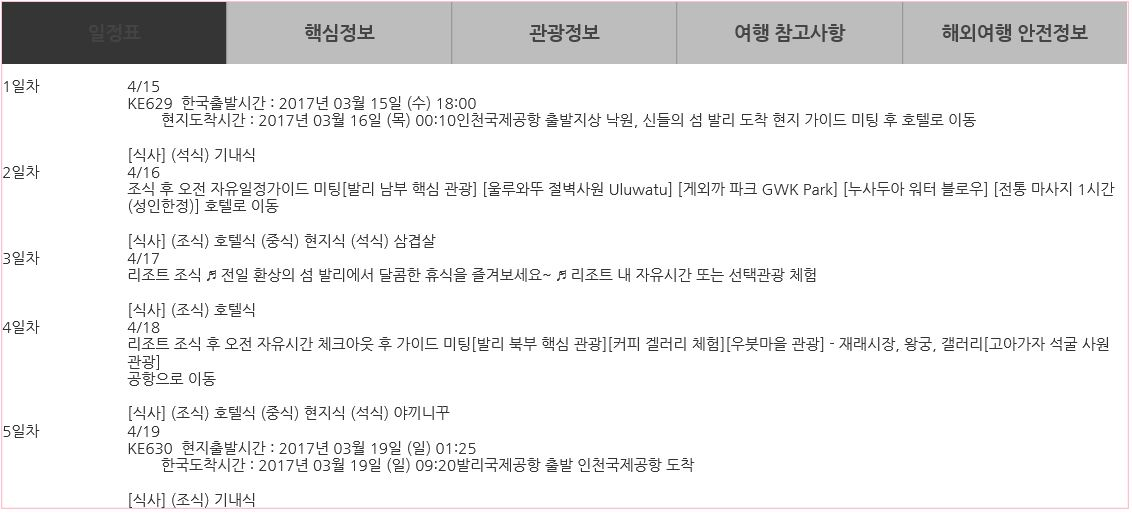 일정표 핵심정보 관광정보 여행 참고사항 해외여행 안전정보
1일차 4/15
KE629 한국출발시간 : 2017년 03월 15일 (수) 18:00
현지도착시간 : 2017년 03월 16일 (목) 00:10인천국제공항 출발지상 낙원, 신들의 섬 발리 도착 현지 가이드 미팅 후 호텔로 이동
[식사] (석식) 기내식
2일차 4/16
조식 후 오전 자유일정가이드 미팅[발리 남부 핵심 관광] [울루와뚜 절벽사원 Uluwatu] [게외까 파크 GWK Park] [누사두아 워터 블로우] [전통 마사지 1시간
(성인한정)] 호텔로 이동
[식사] (조식) 호텔식 (중식) 현지식 (석식) 삼겹살
3일차 4/17
리조트 조식 ♬ 전일 환상의 섬 발리에서 달콤한 휴식을 즐겨보세요~ ♬ 리조트 내 자유시간 또는 선택관광 체험
[식사] (조식) 호텔식
4일차 4/18
리조트 조식 후 오전 자유시간 체크아웃 후 가이드 미팅[발리 북부 핵심 관광][커피 겔러리 체험][우붓마을 관광] - 재래시장, 왕궁, 갤러리[고아가자 석굴 사원
관광]
공항으로 이동
[식사] (조식) 호텔식 (중식) 현지식 (석식) 야끼니꾸
5일차 4/19
KE630 현지출발시간 : 2017년 03월 19일 (일) 01:25
한국도착시간 : 2017년 03월 19일 (일) 09:20발리국제공항 출발 인천국제공항 도착
[식사] (조식) 기내식